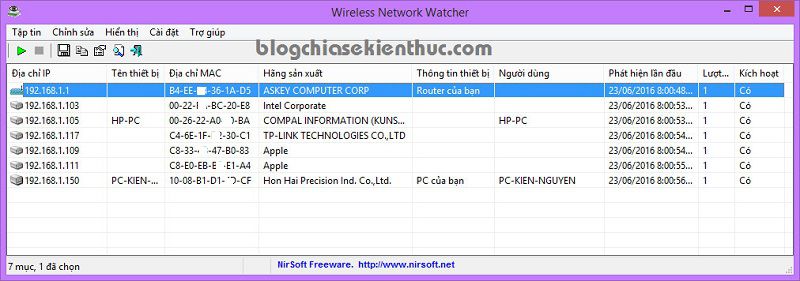 Wireless Network Watcher
Tập tin Chỉnh sửa Hiển thị Cài đặt Trợ giúp
blogchiasekienthuc.com
Địa chỉ IP Tên thiết bị Địa chỉ MAC Hãng sản xuất Thông tin thiết bị Người dùng Phát hiện lần đầu Lượt... Kích hoạt
192.168.1.1 B4-EE- -36-1A-D5 ASKEY COMPUTER CORP Router của bạn 23/06/2016 8:00:48... 1 Có
192.168.1.103 00-22- -BC-20-E8 Intel Corporate 23/06/2016 8:00:53... 1 Có
192.168.1.105 HP-PC 00-26-22-A0- -BA COMPAL INFORMATION (KUNS... HP-PC 23/06/2016 8:00:53... 1 Có
192.168.1.117 C4-6E-1F- -30-C1 TP-LINK TECHNOLOGIES CO.,LTD 23/06/2016 8:00:54... 1 Có
192.168.1.109 C8-33- -47-B0-83 Apple 23/06/2016 8:00:54... 1 Có
192.168.1.111 C8-E0-EB- -E1-A4 Apple 23/06/2016 8:00:55... 1 Có
192.168.1.150 PC-KIEN-... 10-08-B1-D1- -CF Hon Hai Precision Ind. Co.,Ltd. PC của bạn PC-KIEN-NGUYEN 23/06/2016 8:00:56... 1 Có
7 mục, 1 đã chọn NirSoft Freeware. http://www.nirsoft.net